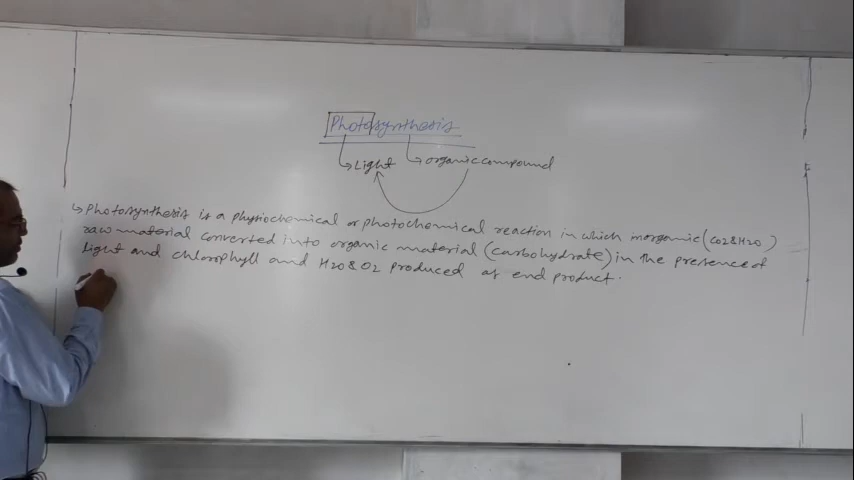 Photosynthesis
Light organic compound
Photosynthesis is a physiochemical or photochemical reaction in which inorganic (CO2&H2O)
raw material converted into organic material (carbohydrate) in the presence of
light and chlorophyll and H2O & O2 produced as end product.